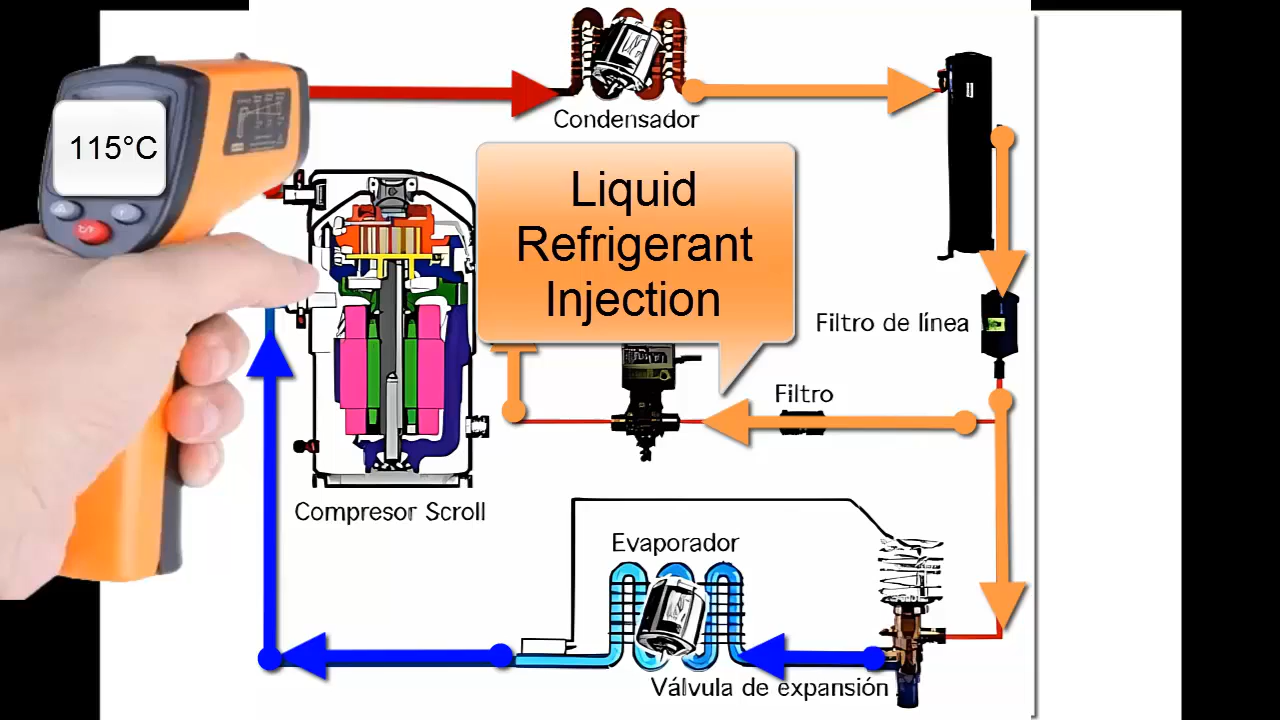 115°C
Condensador
Liquid
Refrigerant
Injection
Filtro de línea
Filtro
Compresor Scroll
Evaporador
Válvula de expansión